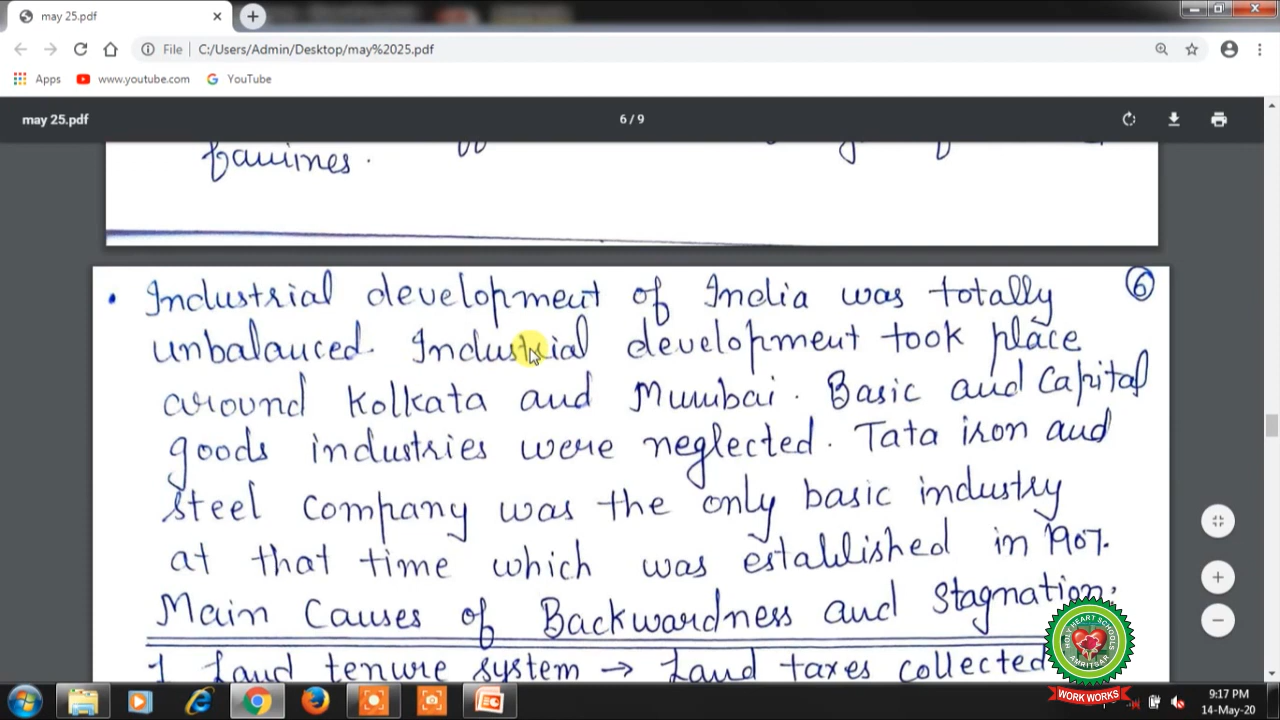 may 25.pdf
File C:/Users/Admin/Desktop/may%2025.pdf
Apps www.youtube.com YouTube
may 25.pdf 6 / 9
famines.
• Industrial development of India was totally 6
unbalanced. Industrial development took place
around Kolkata and Mumbai. Basic and Capital
goods industries were neglected. Tata iron and
steel company was the only basic industry
at that time which was established in 1907.
Main Causes of Backwardness and Stagnation.
1 Land tenure system → Land taxes collected
HOLY HEART SCHOOLS
AMRITSAR
WORK WORKS
9:17 PM
14-May-20